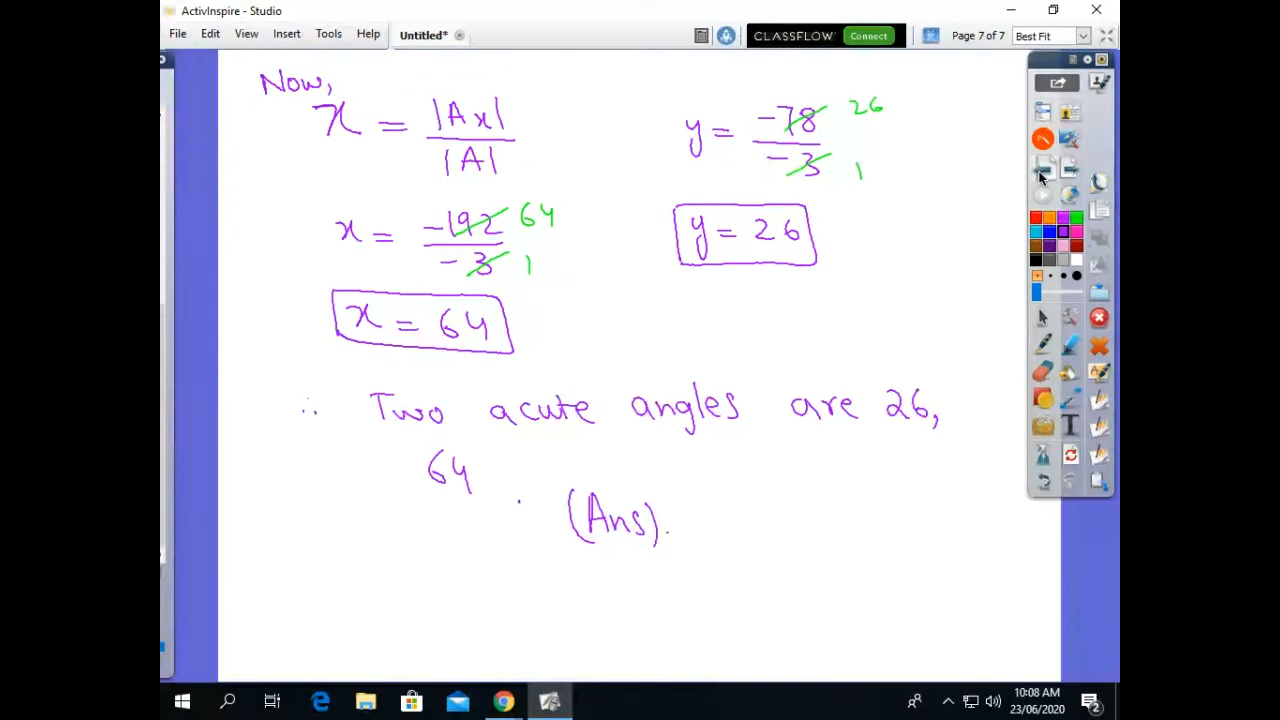 ActivInspire - Studio
File Edit View Insert Tools Help Untitled* CLASSFLOW Connect Page 7 of 7 Best Fit
Now,
x = |Ax| / |A|
y = -78 / -3 26 1
x = -192 / -3 64 1
y = 26
x = 64
∴ Two acute angles are 26,
64
. (Ans).
T
10:08 AM
23/06/2020
2